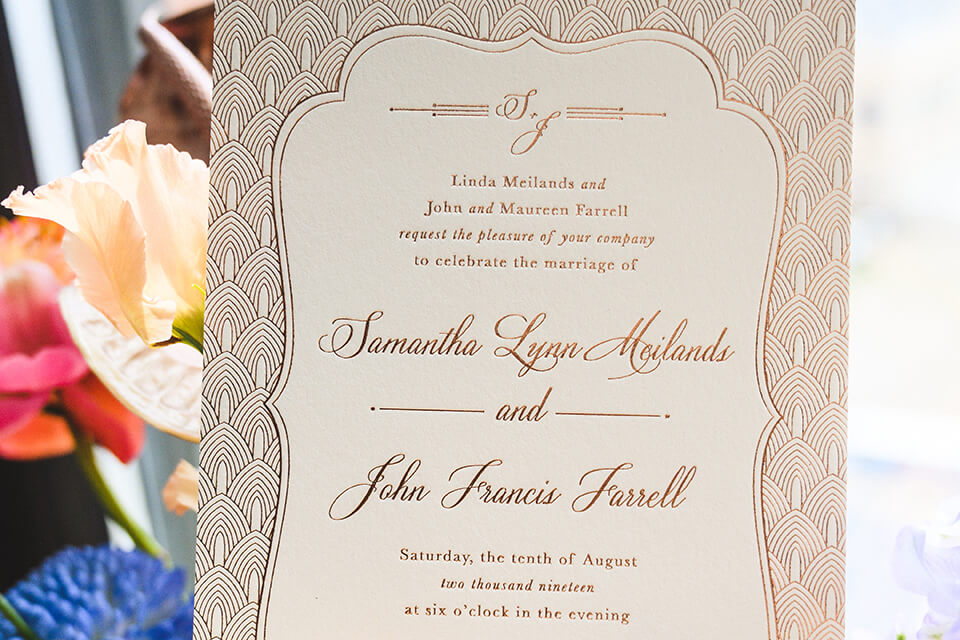 S + J
Linda Meilands and
John and Maureen Farrell
request the pleasure of your company
to celebrate the marriage of
Samantha Lynn Meilands
and
John Francis Farrell
Saturday, the tenth of August
two thousand nineteen
at six o’clock in the evening